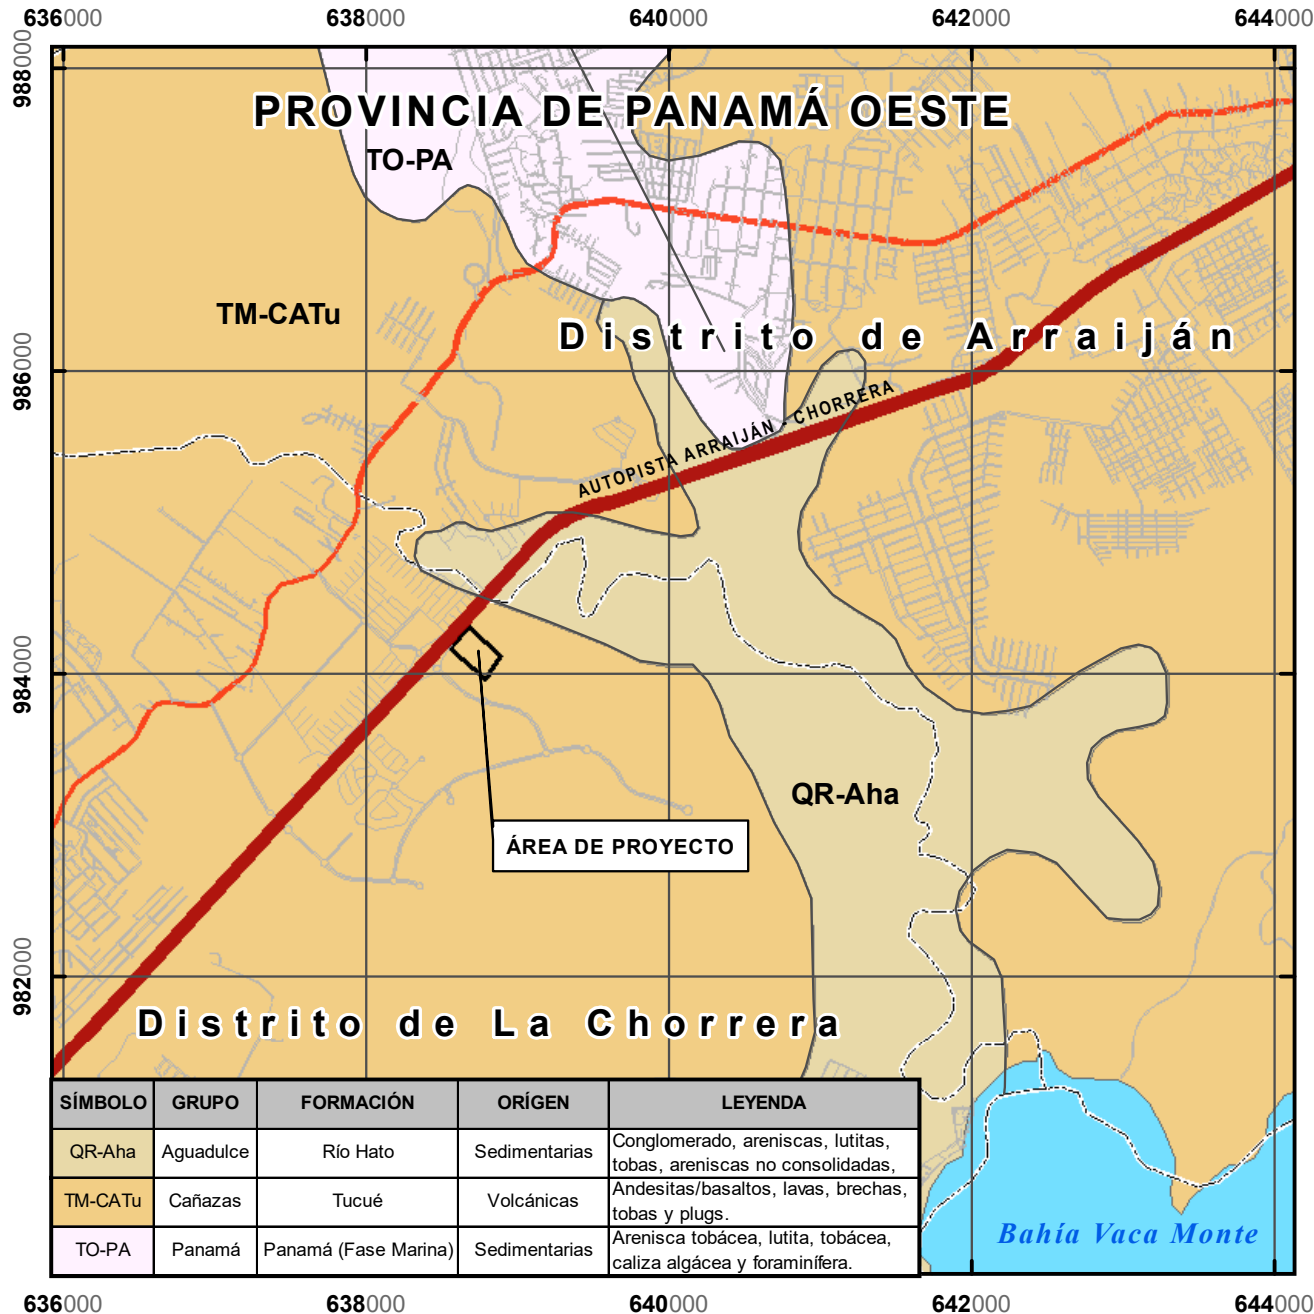 636000 638000 640000 642000 644000
988000
PROVINCIA DE PANAMÁ OESTE
TO-PA
TM-CATu
Distrito de Arraiján
986000
AUTOPISTA ARRAIJÁN - CHORRERA
984000
QR-Aha
ÁREA DE PROYECTO
982000
Distrito de La Chorrera
SÍMBOLO GRUPO FORMACIÓN ORÍGEN LEYENDA
QR-Aha Aguadulce Río Hato Sedimentarias Conglomerado, areniscas, lutitas,
tobas, areniscas no consolidadas,
TM-CATu Cañazas Tucué Volcánicas Andesitas/basaltos, lavas, brechas,
tobas y plugs.
TO-PA Panamá Panamá (Fase Marina) Sedimentarias Arenisca tobácea, lutita, tobácea,
caliza algácea y foraminífera.
Bahía Vaca Monte
636000 638000 640000 642000 644000